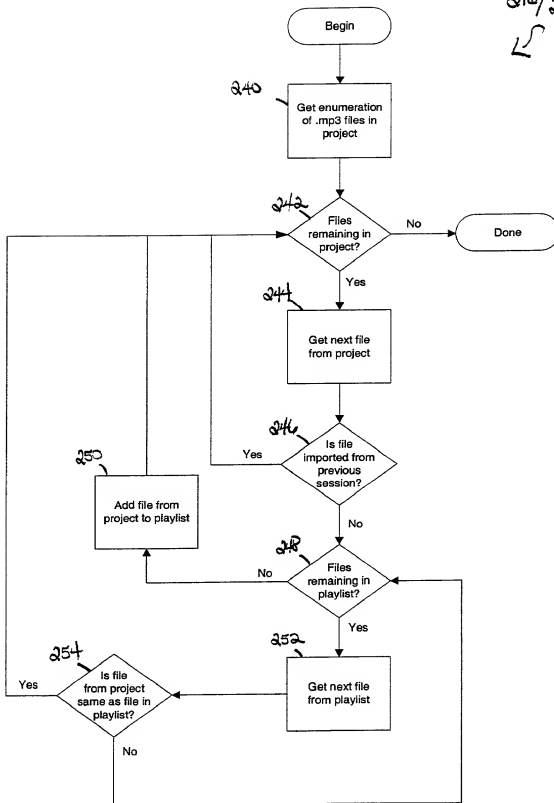 Begin
240
Get enumeration
of .mp3 files in
project
242
Files
remaining in
project?
No
Done
Yes
244
Get next file
from project
246
Is file
imported from
previous
session?
Yes
250
Add file from
project to playlist
No
248
Files
remaining in
playlist?
No
Yes
252
Get next file
from playlist
254
Is file
from project
same as file in
playlist?
Yes
No